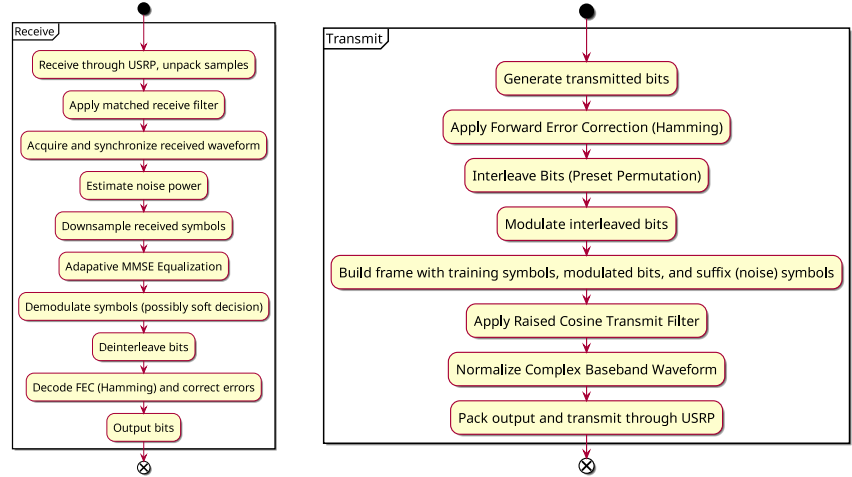 Receive
Receive through USRP, unpack samples
Apply matched receive filter
Acquire and synchronize received waveform
Estimate noise power
Downsample received symbols
Adapative MMSE Equalization
Demodulate symbols (possibly soft decision)
Deinterleave bits
Decode FEC (Hamming) and correct errors
Output bits
Transmit
Generate transmitted bits
Apply Forward Error Correction (Hamming)
Interleave Bits (Preset Permutation)
Modulate interleaved bits
Build frame with training symbols, modulated bits, and suffix (noise) symbols
Apply Raised Cosine Transmit Filter
Normalize Complex Baseband Waveform
Pack output and transmit through USRP